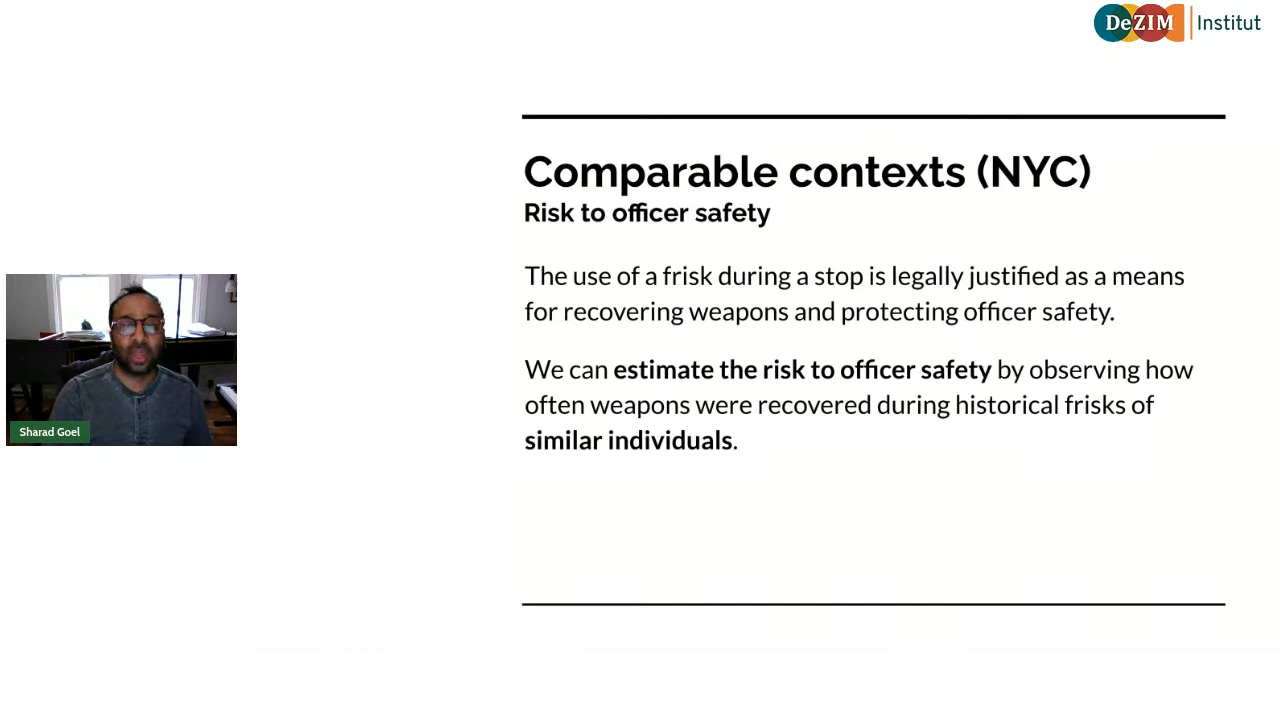 DeZIM Institut
Comparable contexts (NYC)
Risk to officer safety
The use of a frisk during a stop is legally justified as a means
for recovering weapons and protecting officer safety.
We can estimate the risk to officer safety by observing how
often weapons were recovered during historical frisks of
similar individuals.
Sharad Goel